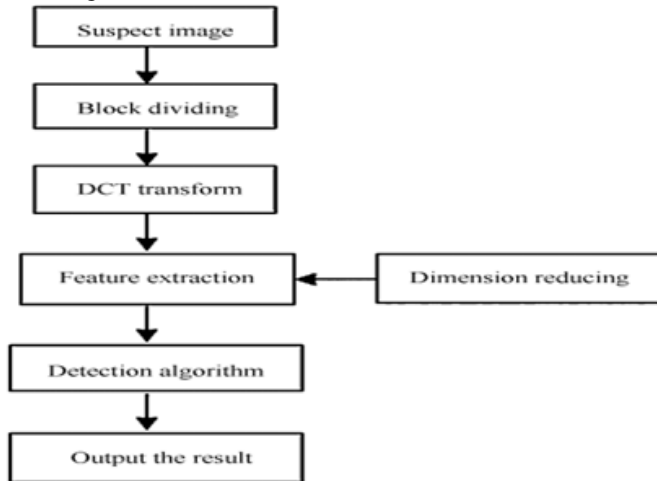 Suspect image
Block dividing
DCT transform
Feature extraction
Dimension reducing
Detection algorithm
Output the result